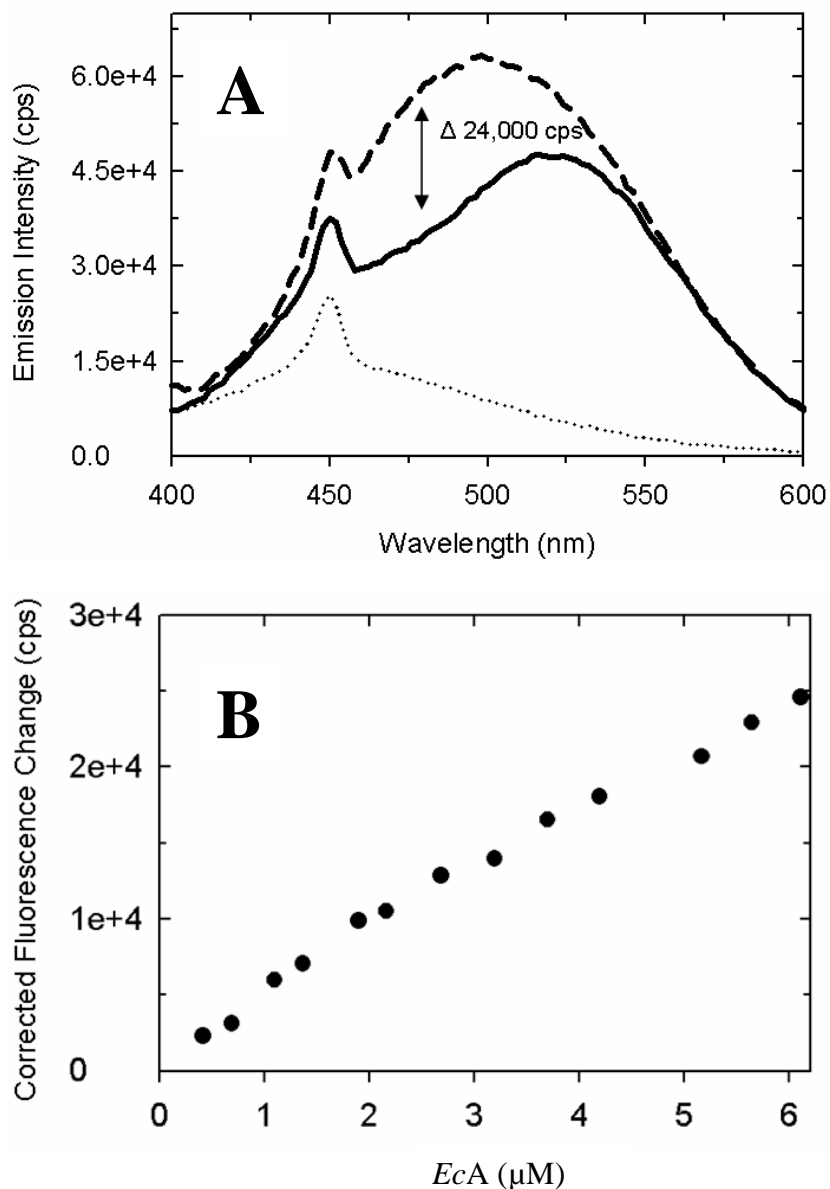 A
Emission Intensity (cps)
6.0e+4
4.5e+4
3.0e+4
1.5e+4
0.0
Δ 24,000 cps
400 450 500 550 600
Wavelength (nm)
B
Corrected Fluorescence Change (cps)
3e+4
2e+4
1e+4
0
0 1 2 3 4 5 6
EcA (µM)